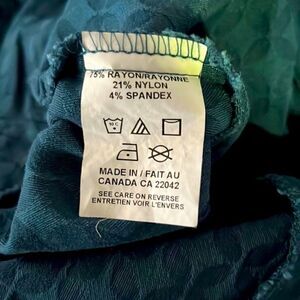 75% RAYON/RAYONNE
21% NYLON
4% SPANDEX
MADE IN / FAIT AU
CANADA CA 22042
SEE CARE ON REVERSE
ENTRETIEN VOIR L'ENVERS